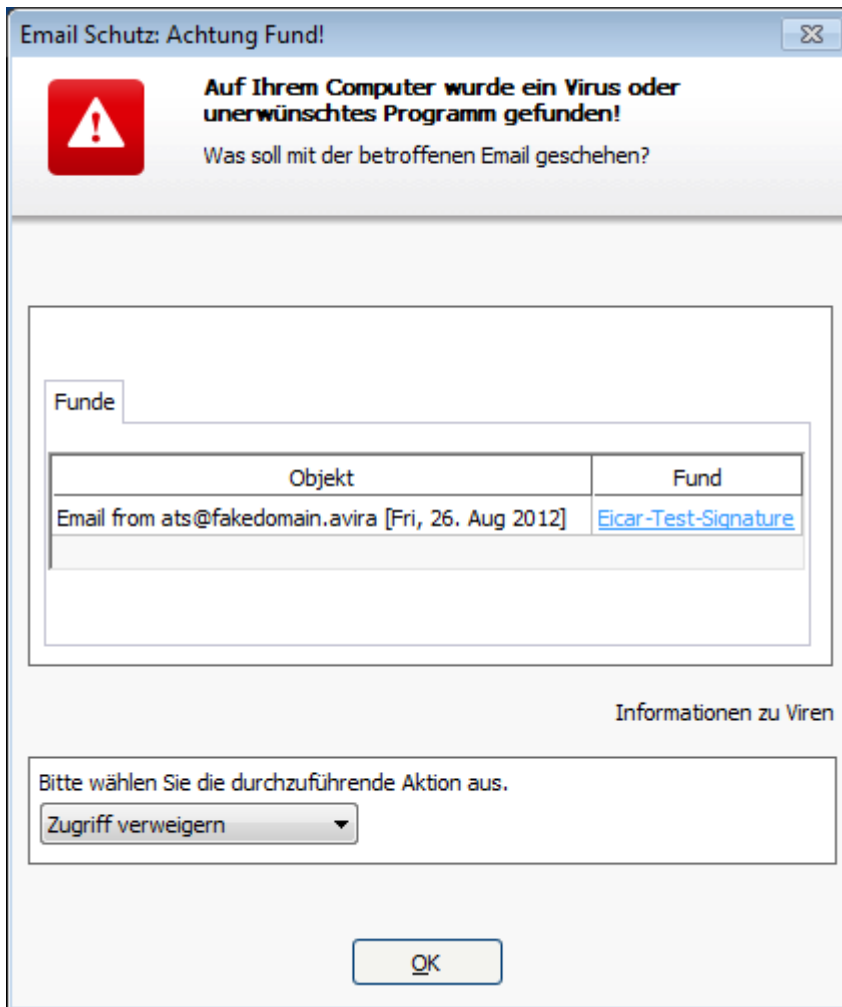 Email Schutz: Achtung Fund!
Auf Ihrem Computer wurde ein Virus oder
unerwünschtes Programm gefunden!
Was soll mit der betroffenen Email geschehen?
Funde
Objekt Fund
Email from ats@fakedomain.avira [Fri, 26. Aug 2012] Eicar-Test-Signature
Informationen zu Viren
Bitte wählen Sie die durchzuführende Aktion aus.
Zugriff verweigern
OK